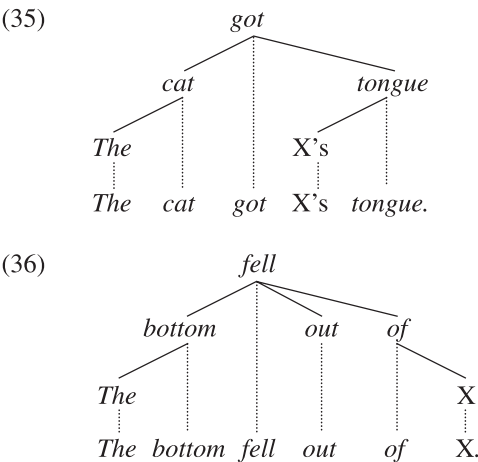 (35) got
cat tongue
The X’s
The cat got X’s tongue.
(36) fell
bottom out of
The X
The bottom fell out of X.